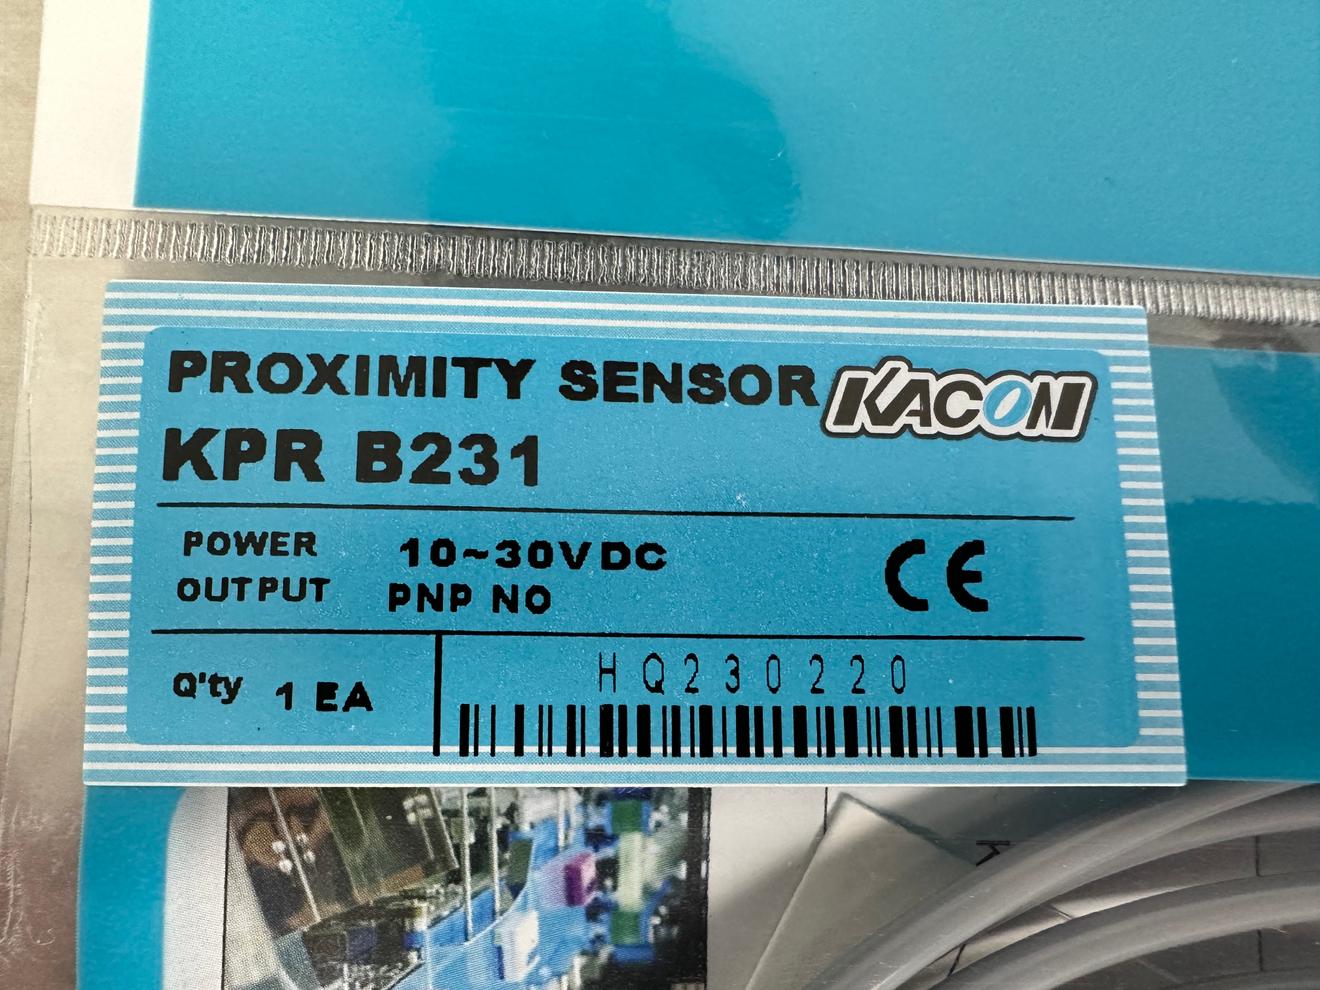 PROXIMITY SENSOR KACON
KPR B231
POWER 10~30VDC
OUTPUT PNP NO
CE
Q'ty 1 EA
HQ230220